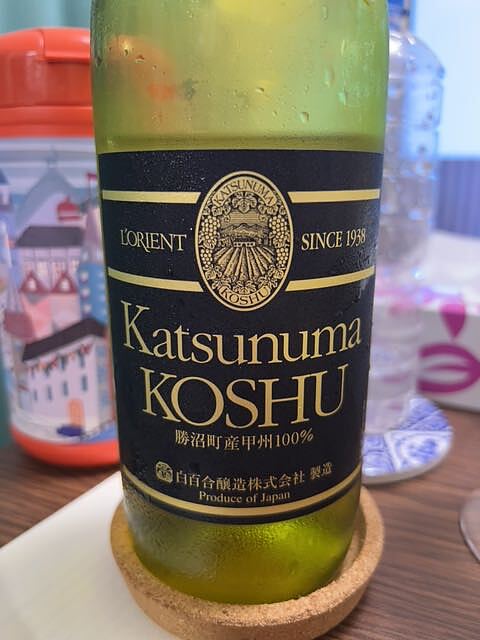 KATSUNUMA
L'ORIENT
SINCE 1938
KOSHU
Katsunuma
KOSHU
勝沼町産甲州100%
白百合醸造株式会社 製造
Produce of Japan